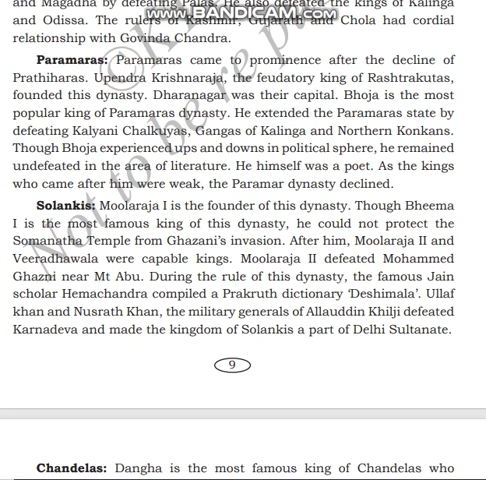 and Magadha by defeating Palas. He also defeated the kings of Kalinga
and Odissa. The rulers of Kashmir, Gujarath and Chola had cordial
WWW.BANDICAM.COM
relationship with Govinda Chandra.
Paramaras: Paramaras came to prominence after the decline of
Prathiharas. Upendra Krishnaraja, the feudatory king of Rashtrakutas,
founded this dynasty. Dharanagar was their capital. Bhoja is the most
popular king of Paramaras dynasty. He extended the Paramaras state by
defeating Kalyani Chalkuyas, Gangas of Kalinga and Northern Konkans.
Though Bhoja experienced ups and downs in political sphere, he remained
undefeated in the area of literature. He himself was a poet. As the kings
who came after him were weak, the Paramar dynasty declined.
Solankis: Moolaraja I is the founder of this dynasty. Though Bheema
I is the most famous king of this dynasty, he could not protect the
Somanatha Temple from Ghazani's invasion. After him, Moolaraja II and
Veeradhawala were capable kings. Moolaraja II defeated Mohammed
Ghazni near Mt Abu. During the rule of this dynasty, the famous Jain
scholar Hemachandra compiled a Prakruth dictionary 'Deshimala'. Ullaf
khan and Nusrath Khan, the military generals of Allauddin Khilji defeated
Karnadeva and made the kingdom of Solankis a part of Delhi Sultanate.
9
Chandelas: Dangha is the most famous king of Chandelas who
Not to be re